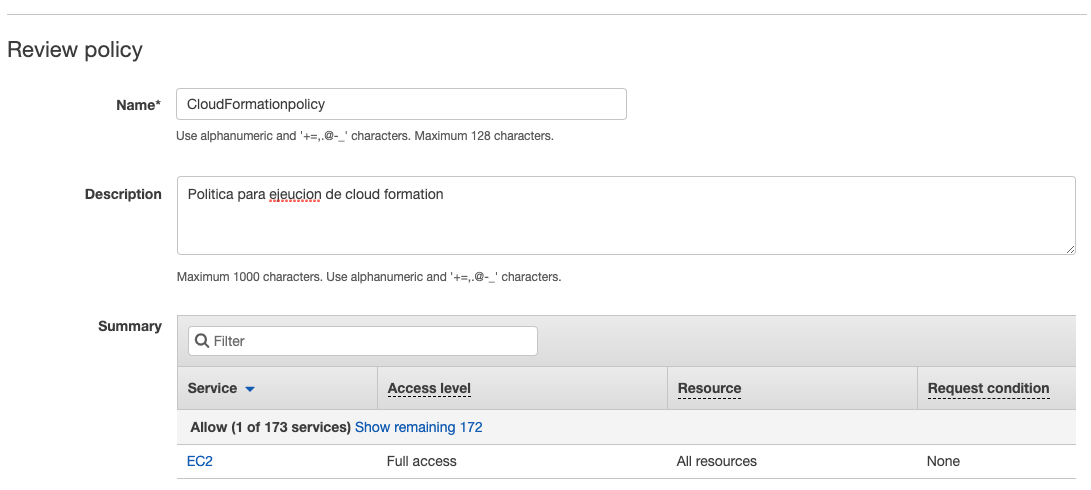 Review policy
Name*
CloudFormationpolicy
Use alphanumeric and '+=,.@-_' characters. Maximum 128 characters.
Description
Politica para ejeucion de cloud formation
Maximum 1000 characters. Use alphanumeric and '+=,.@-_' characters.
Summary
Filter
Service Access level Resource Request condition
Allow (1 of 173 services) Show remaining 172
EC2 Full access All resources None